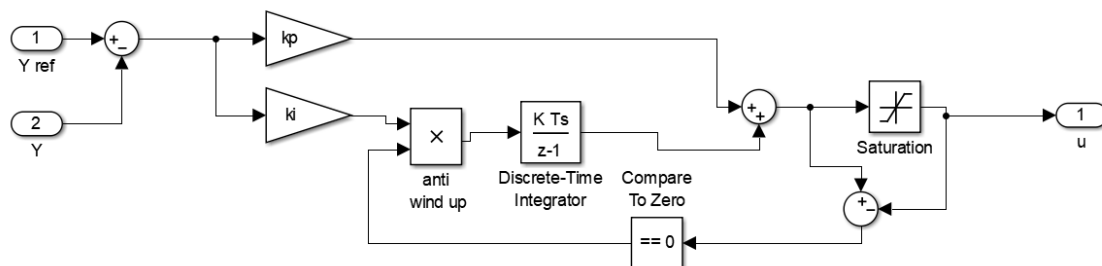 1
Y ref
2
Y
+
−
kp
ki
×
anti
wind up
K Ts
z-1
Discrete-Time
Integrator
Compare
To Zero
== 0
+
+
Saturation
+
−
1
u